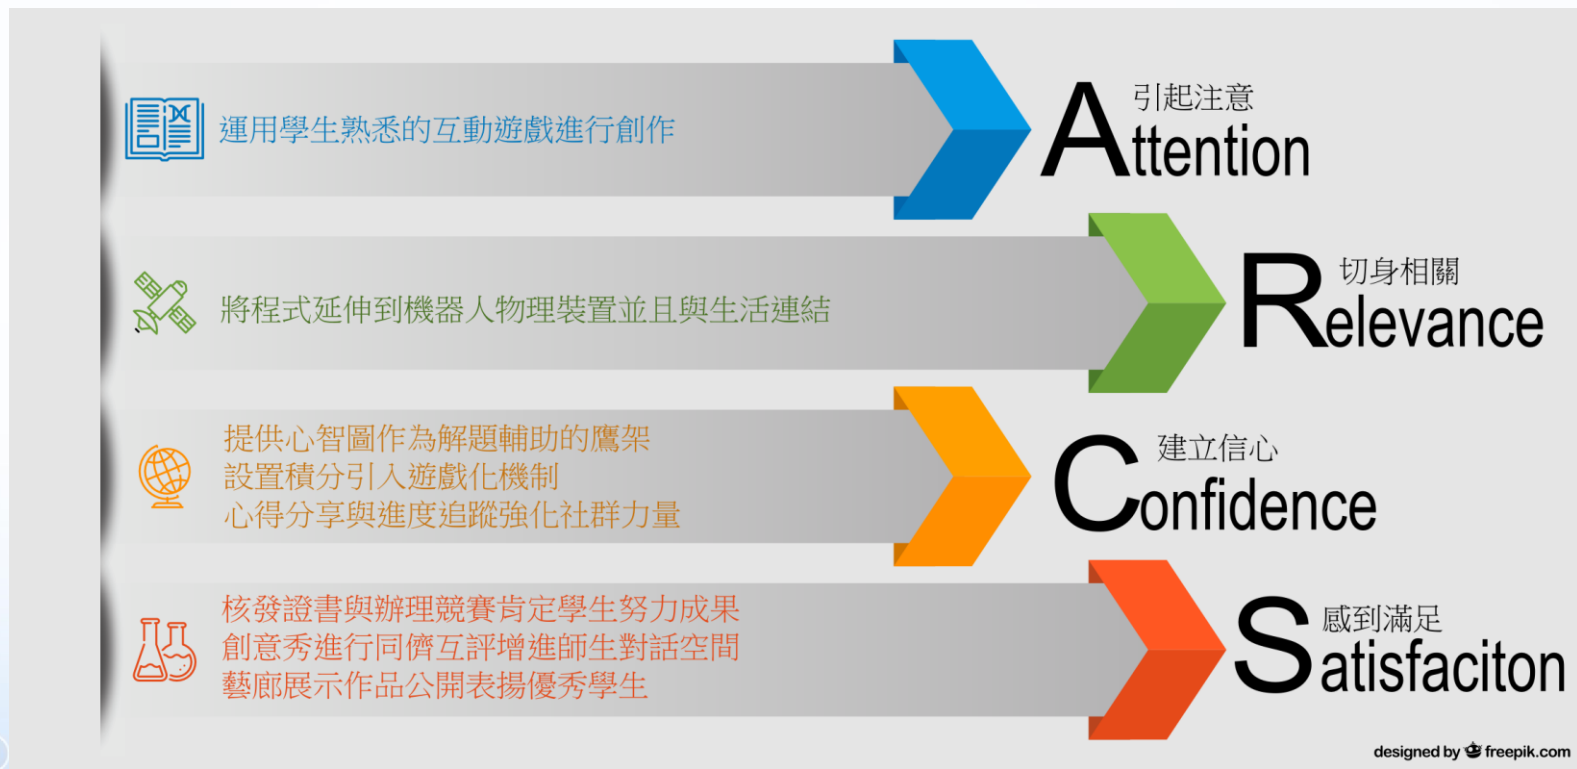 運用學生熟悉的互動遊戲進行創作
引起注意
Attention
將程式延伸到機器人物理裝置並且與生活連結
切身相關
Relevance
提供心智圖作為解題輔助的鷹架
設置積分引入遊戲化機制
心得分享與進度追蹤強化社群力量
建立信心
Confidence
核發證書與辦理競賽肯定學生努力成果
創意秀進行同儕互評增進師生對話空間
藝廊展示作品公開表揚優秀學生
感到滿足
Satisfaciton
designed by freepik.com